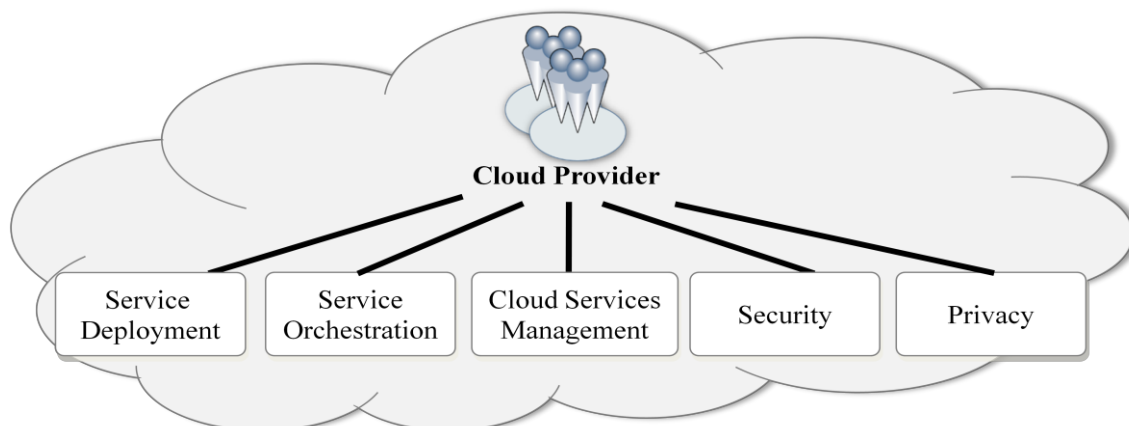 Cloud Provider
Service
Deployment
Service
Orchestration
Cloud Services
Management
Security
Privacy